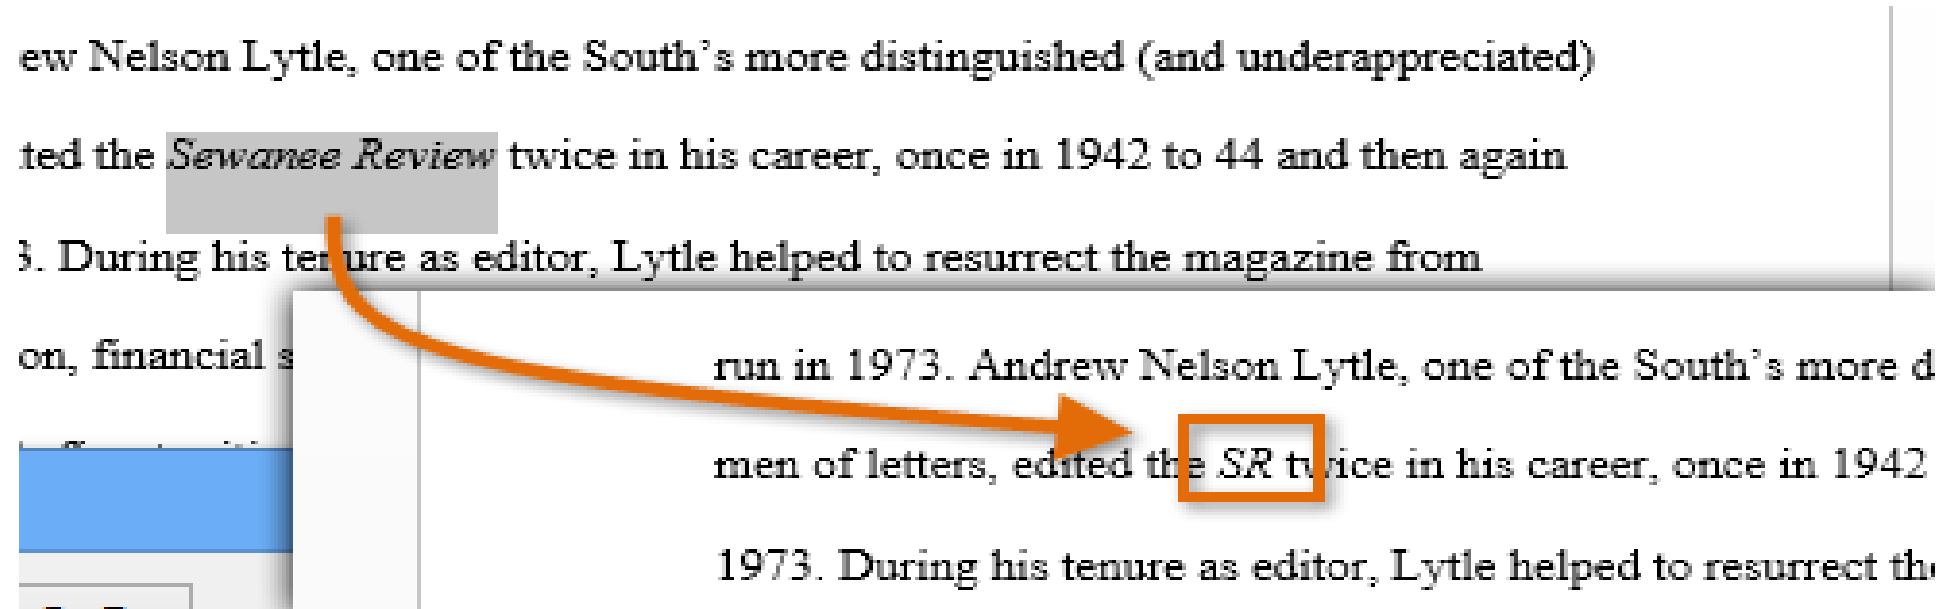 ew Nelson Lytle, one of the South’s more distinguished (and underappreciated)
ted the Sewanee Review twice in his career, once in 1942 to 44 and then again
3. During his tenure as editor, Lytle helped to resurrect the magazine from
on, financial s
run in 1973. Andrew Nelson Lytle, one of the South’s more d
men of letters, edited the SR twice in his career, once in 1942
1973. During his tenure as editor, Lytle helped to resurrect the